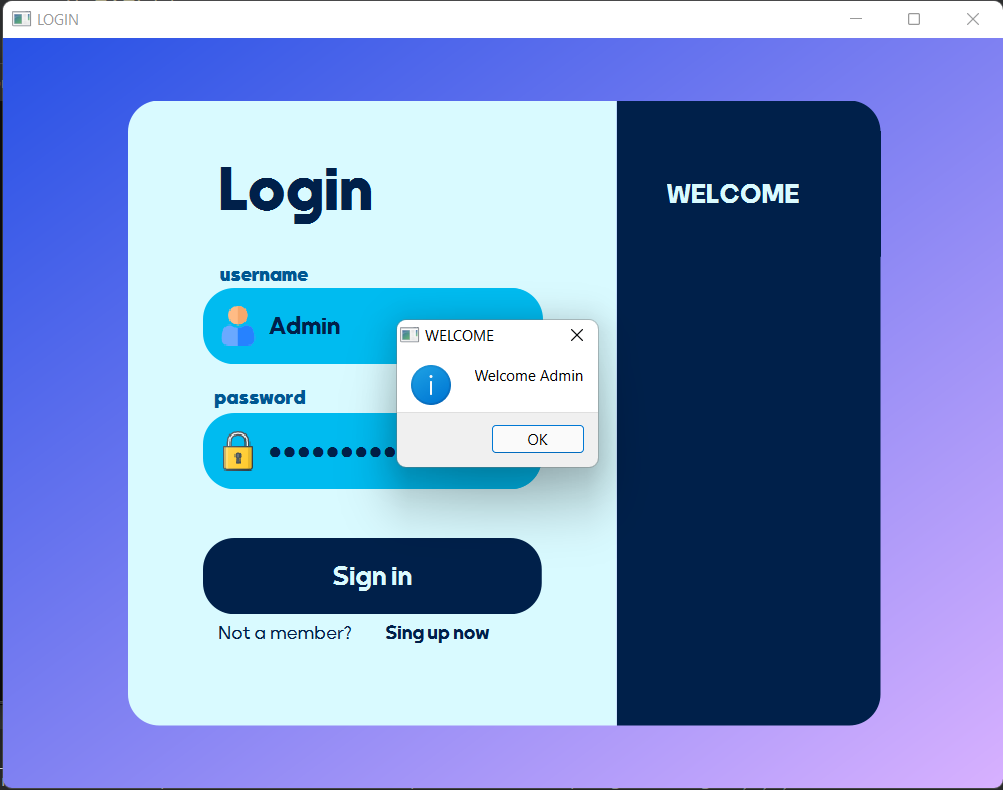 LOGIN
Login
WELCOME
username
Admin
WELCOME
Welcome Admin
OK
password
Sign in
Not a member? Sing up now